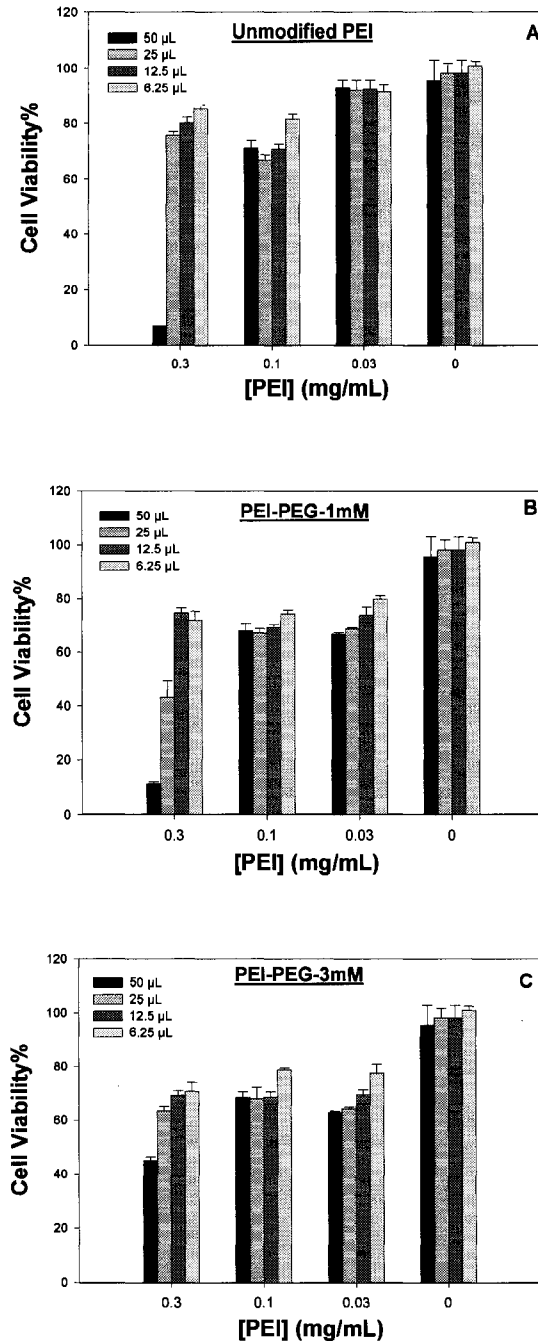 Unmodified PEI
A
50 µL
25 µL
12.5 µL
6.25 µL
120
100
80
60
40
20
0
Cell Viability%
0.3 0.1 0.03 0
[PEI] (mg/mL)
PEI-PEG-1mM
B
50 µL
25 µL
12.5 µL
6.25 µL
120
100
80
60
40
20
0
Cell Viability%
0.3 0.1 0.03 0
[PEI] (mg/mL)
PEI-PEG-3mM
C
50 µL
25 µL
12.5 µL
6.25 µL
120
100
80
60
40
20
0
Cell Viability%
0.3 0.1 0.03 0
[PEI] (mg/mL)